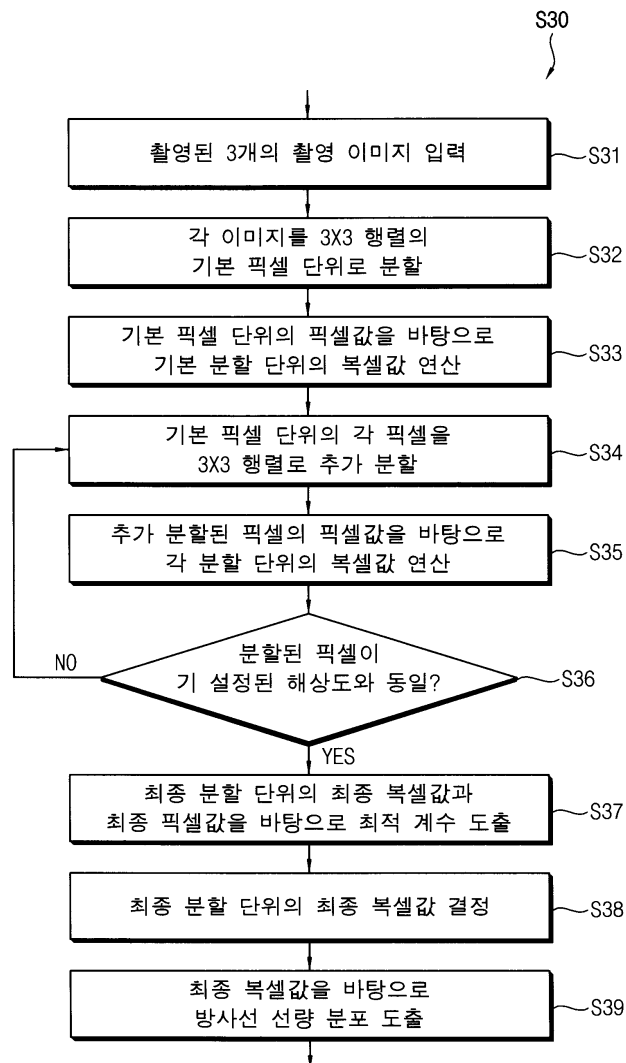 S30
촬영된 3개의 촬영 이미지 입력
S31
각 이미지를 3X3 행렬의
기본 픽셀 단위로 분할
S32
기본 픽셀 단위의 픽셀값을 바탕으로
기본 분할 단위의 복셀값 연산
S33
기본 픽셀 단위의 각 픽셀을
3X3 행렬로 추가 분할
S34
추가 분할된 픽셀의 픽셀값을 바탕으로
각 분할 단위의 복셀값 연산
S35
분할된 픽셀이
기 설정된 해상도와 동일?
S36
NO
YES
최종 분할 단위의 최종 복셀값과
최종 픽셀값을 바탕으로 최적 계수 도출
S37
최종 분할 단위의 최종 복셀값 결정
S38
최종 복셀값을 바탕으로
방사선 선량 분포 도출
S39